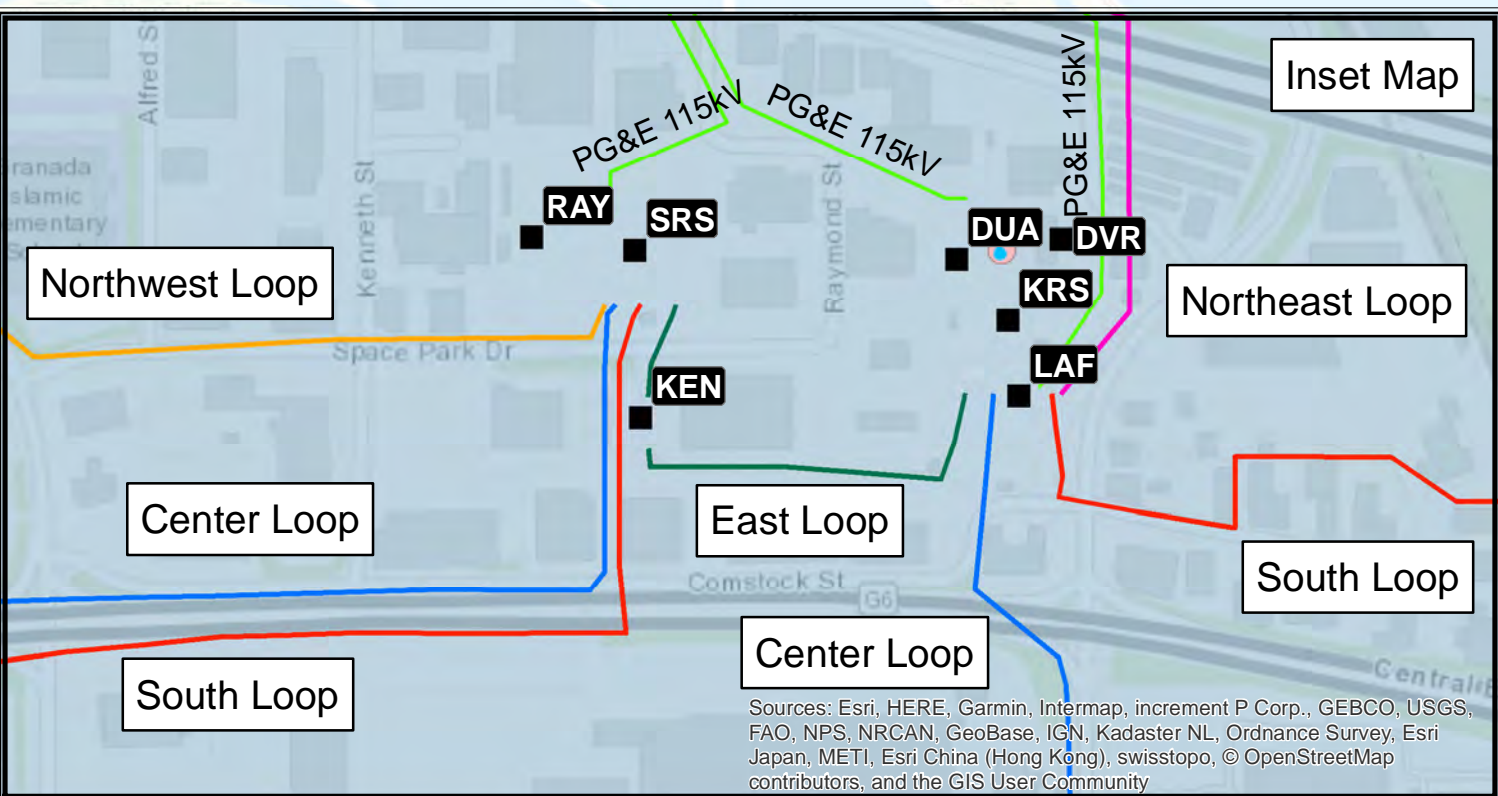 Inset Map
Alfred S
PG&E 115kV
PG&E 115kV
PG&E 115kV
ranada
slamic
ementary
Kenneth St
Raymond St
RAY
SRS
DUA
DVR
Northwest Loop
KRS
Northeast Loop
Space Park Dr
LAF
KEN
Center Loop
East Loop
South Loop
Comstock St
G6
Center Loop
South Loop
Central
Sources: Esri, HERE, Garmin, Intermap, increment P Corp., GEBCO, USGS,
FAO, NPS, NRCAN, GeoBase, IGN, Kadaster NL, Ordnance Survey, Esri
Japan, METI, Esri China (Hong Kong), swisstopo, © OpenStreetMap
contributors, and the GIS User Community